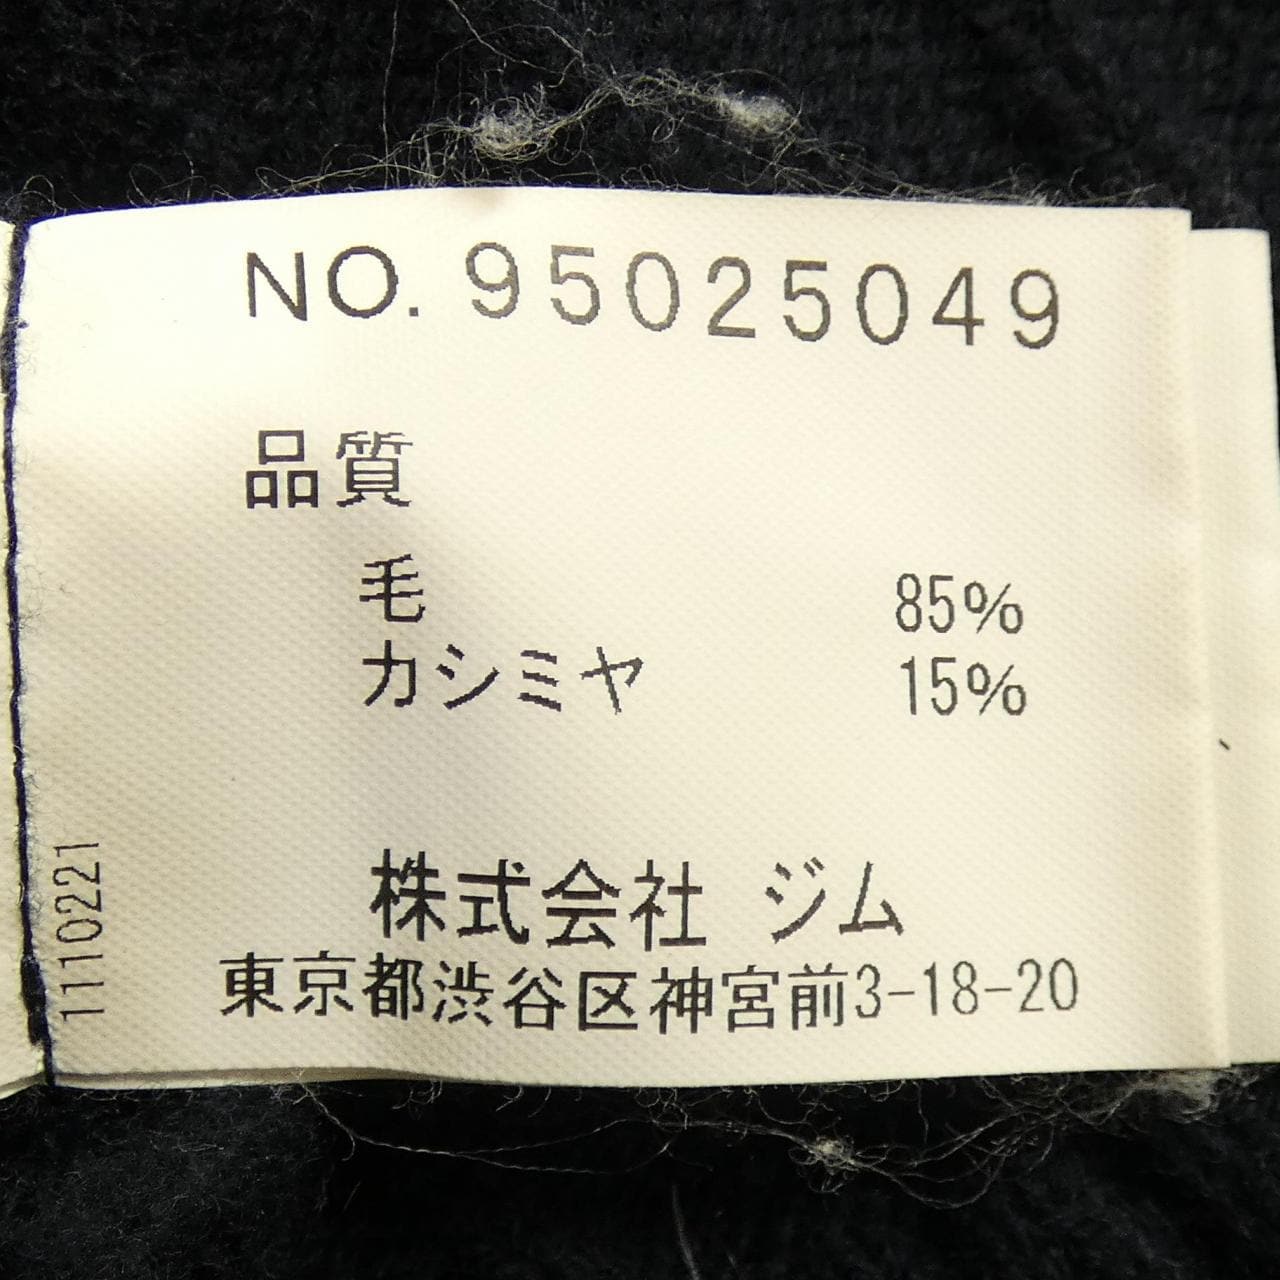 NO. 95025049
品質
毛 85%
カシミヤ 15%
株式会社 ジム
東京都渋谷区神宮前3-18-20
1110221